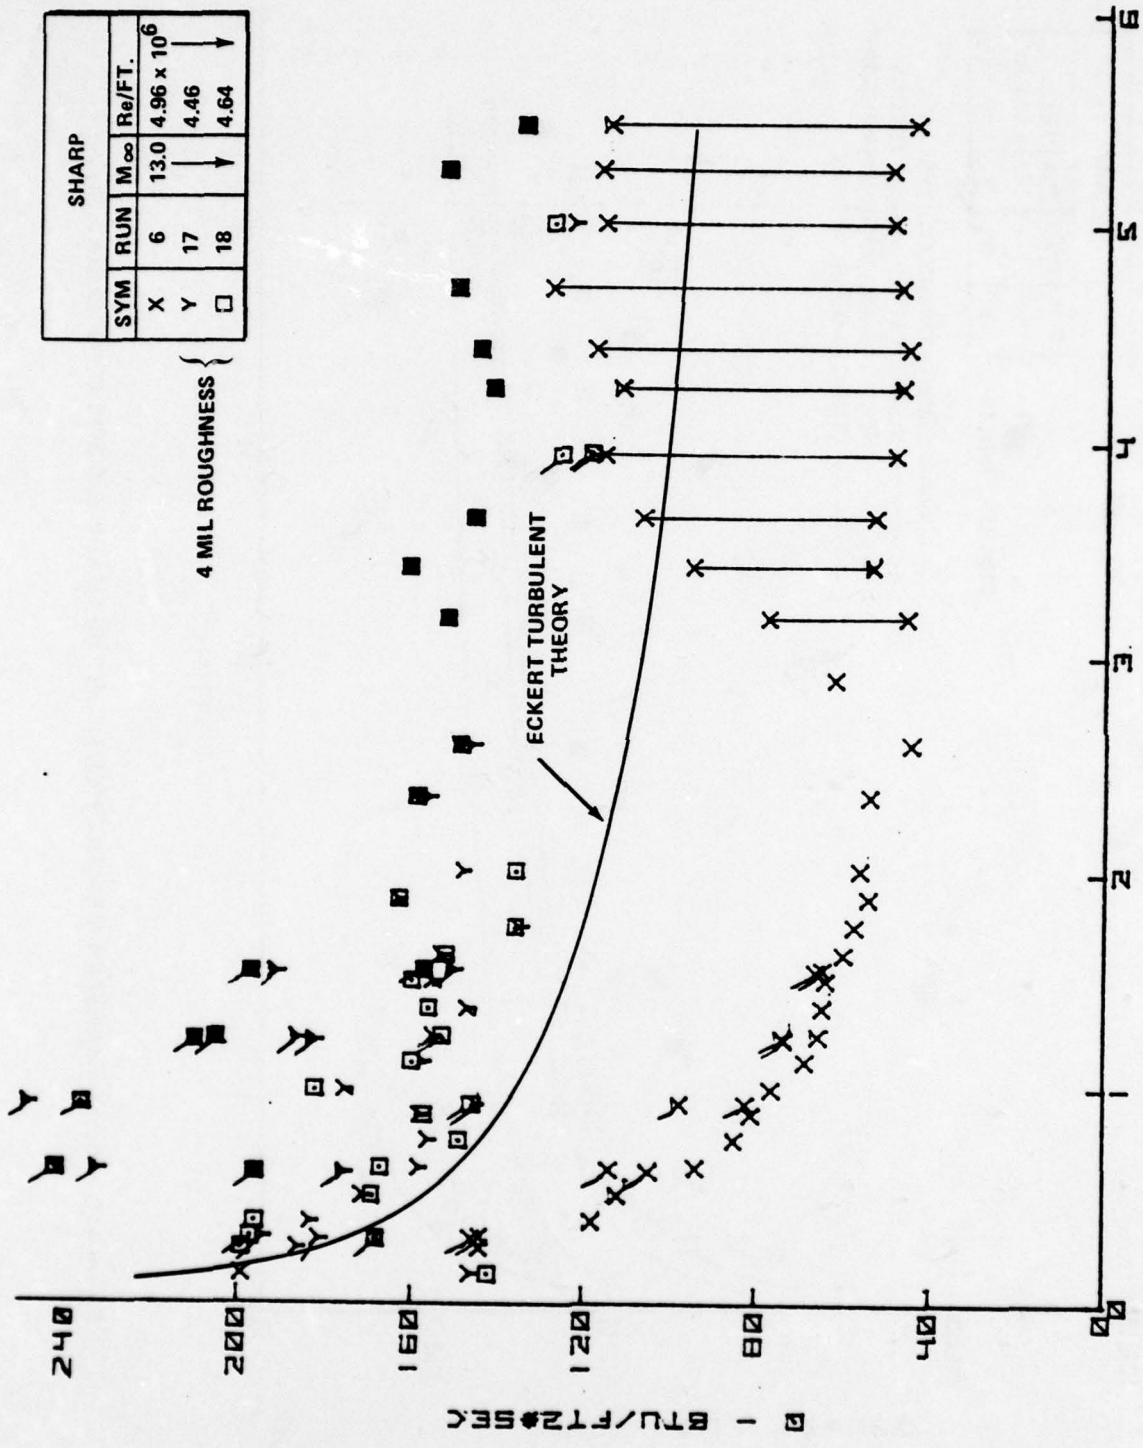 SHARP
SYM RUN M∞ Re/FT.
X 6 13.0 4.96 x 10⁶
Y 17 4.46
□ 18 4.64
4 MIL ROUGHNESS {
ECKERT TURBULENT
THEORY
Q - BTU/FT2*SEC
240
200
160
120
80
40
0
0
1
2
3
4
5
6